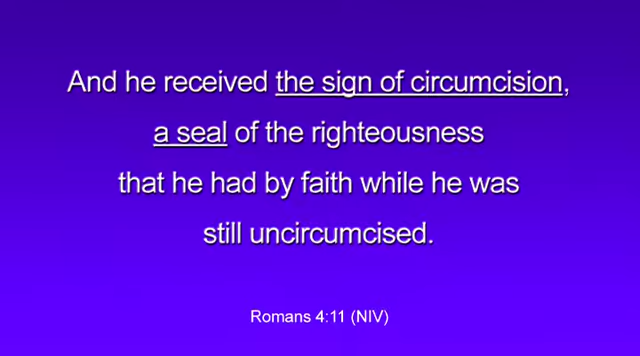 And he received the sign of circumcision,
a seal of the righteousness
that he had by faith while he was
still uncircumcised.
Romans 4:11 (NIV)